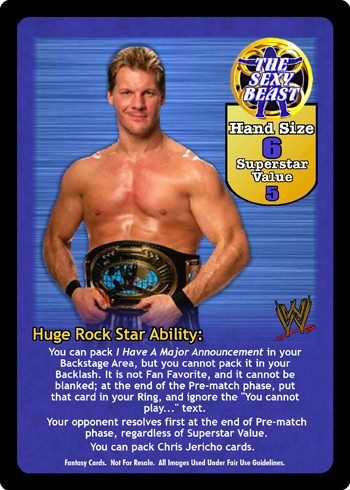 THE
SEXY
BEAST
Hand Size
6
Superstar
Value
5
Huge Rock Star Ability:
You can pack I Have A Major Announcement in your
Backstage Area, but you cannot pack it in your
Backlash. It is not Fan Favorite, and it cannot be
blanked; at the end of the Pre-match phase, put
that card in your Ring, and ignore the "You cannot
play..." text.
Your opponent resolves first at the end of Pre-match
phase, regardless of Superstar Value.
You can pack Chris Jericho cards.
Fantasy Cards. Not For Resale. All Images Used Under Fair Use Guidelines.